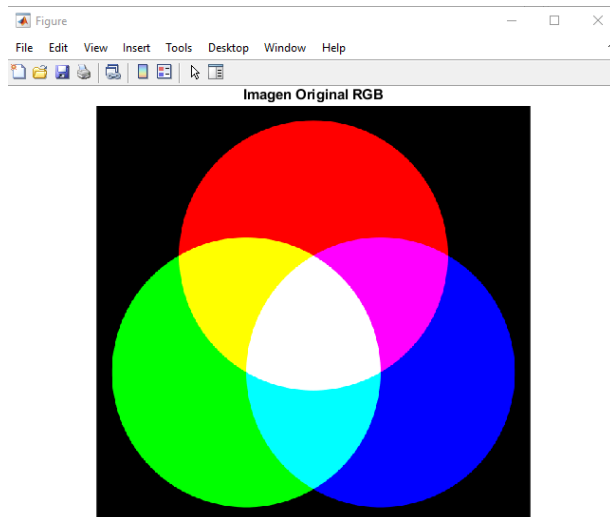 Figure
File Edit View Insert Tools Desktop Window Help
Imagen Original RGB